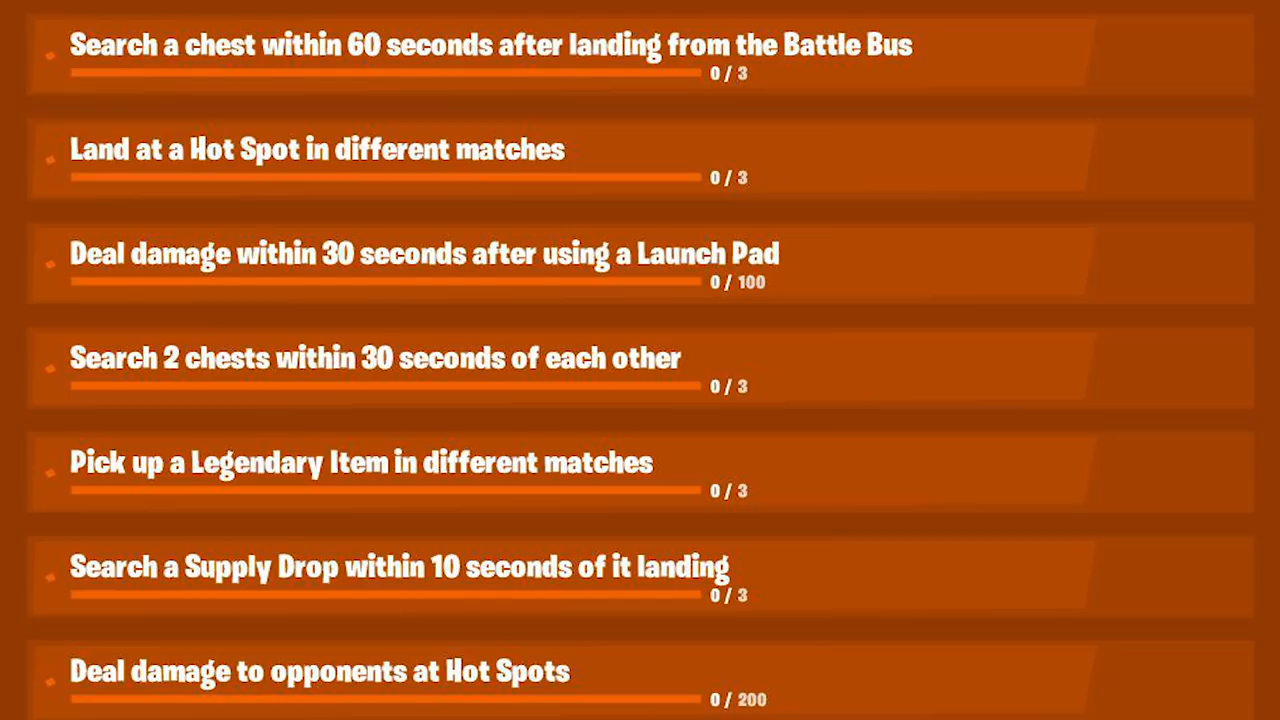 Search a chest within 60 seconds after landing from the Battle Bus
0 / 3
Land at a Hot Spot in different matches
0 / 3
Deal damage within 30 seconds after using a Launch Pad
0 / 100
Search 2 chests within 30 seconds of each other
0 / 3
Pick up a Legendary Item in different matches
0 / 3
Search a Supply Drop within 10 seconds of it landing
0 / 3
Deal damage to opponents at Hot Spots
0 / 200